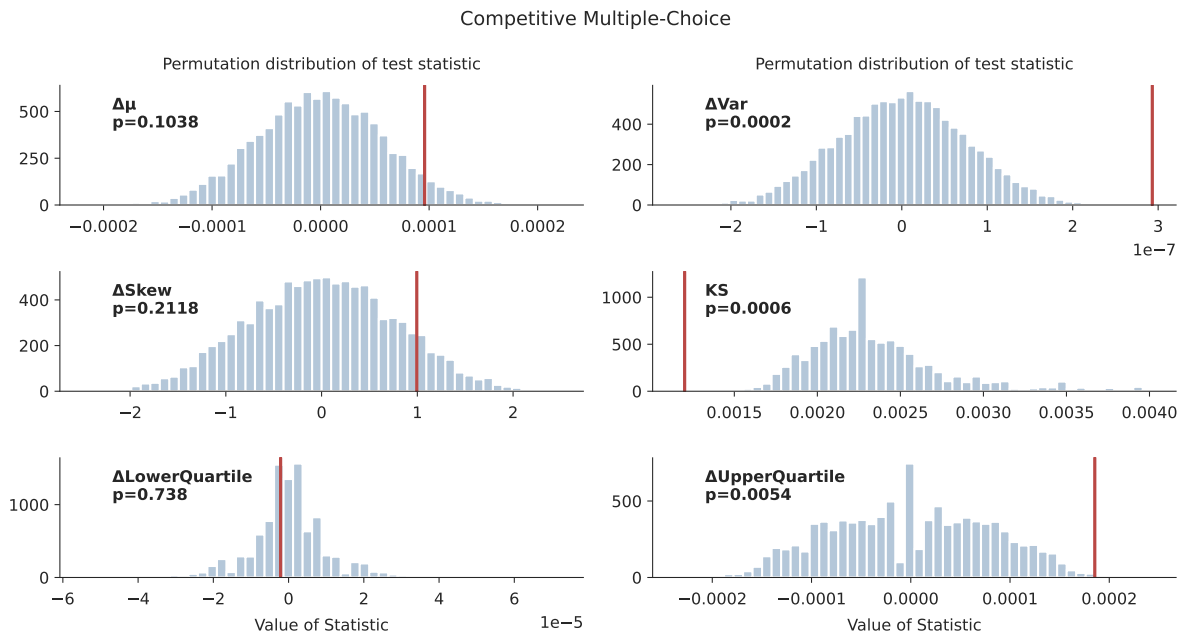 Competitive Multiple-Choice
Permutation distribution of test statistic
Δμ
p=0.1038
500
250
0
−0.0002 −0.0001 0.0000 0.0001 0.0002
Permutation distribution of test statistic
ΔVar
p=0.0002
400
200
0
−2 −1 0 1 2 3
1e−7
ΔSkew
p=0.2118
400
200
0
−2 −1 0 1 2
KS
p=0.0006
1000
500
0
0.0015 0.0020 0.0025 0.0030 0.0035 0.0040
ΔLowerQuartile
p=0.738
1000
0
−6 −4 −2 0 2 4 6
1e−5
Value of Statistic
ΔUpperQuartile
p=0.0054
500
0
−0.0002 −0.0001 0.0000 0.0001 0.0002
Value of Statistic